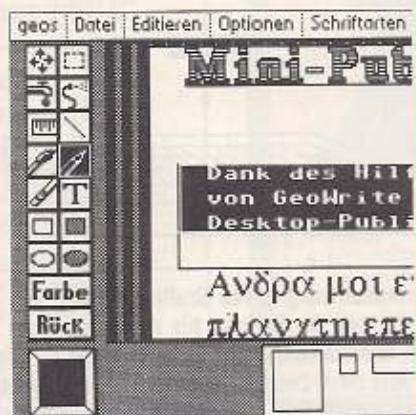 geos Datei Editieren Optionen Schriftarten
Mini-Pub
T
Dank des Hilf
von GeoWrite
Desktop-Publi
Farbe
Ανδρα μοι ε
Rück
πλανχτη, επε